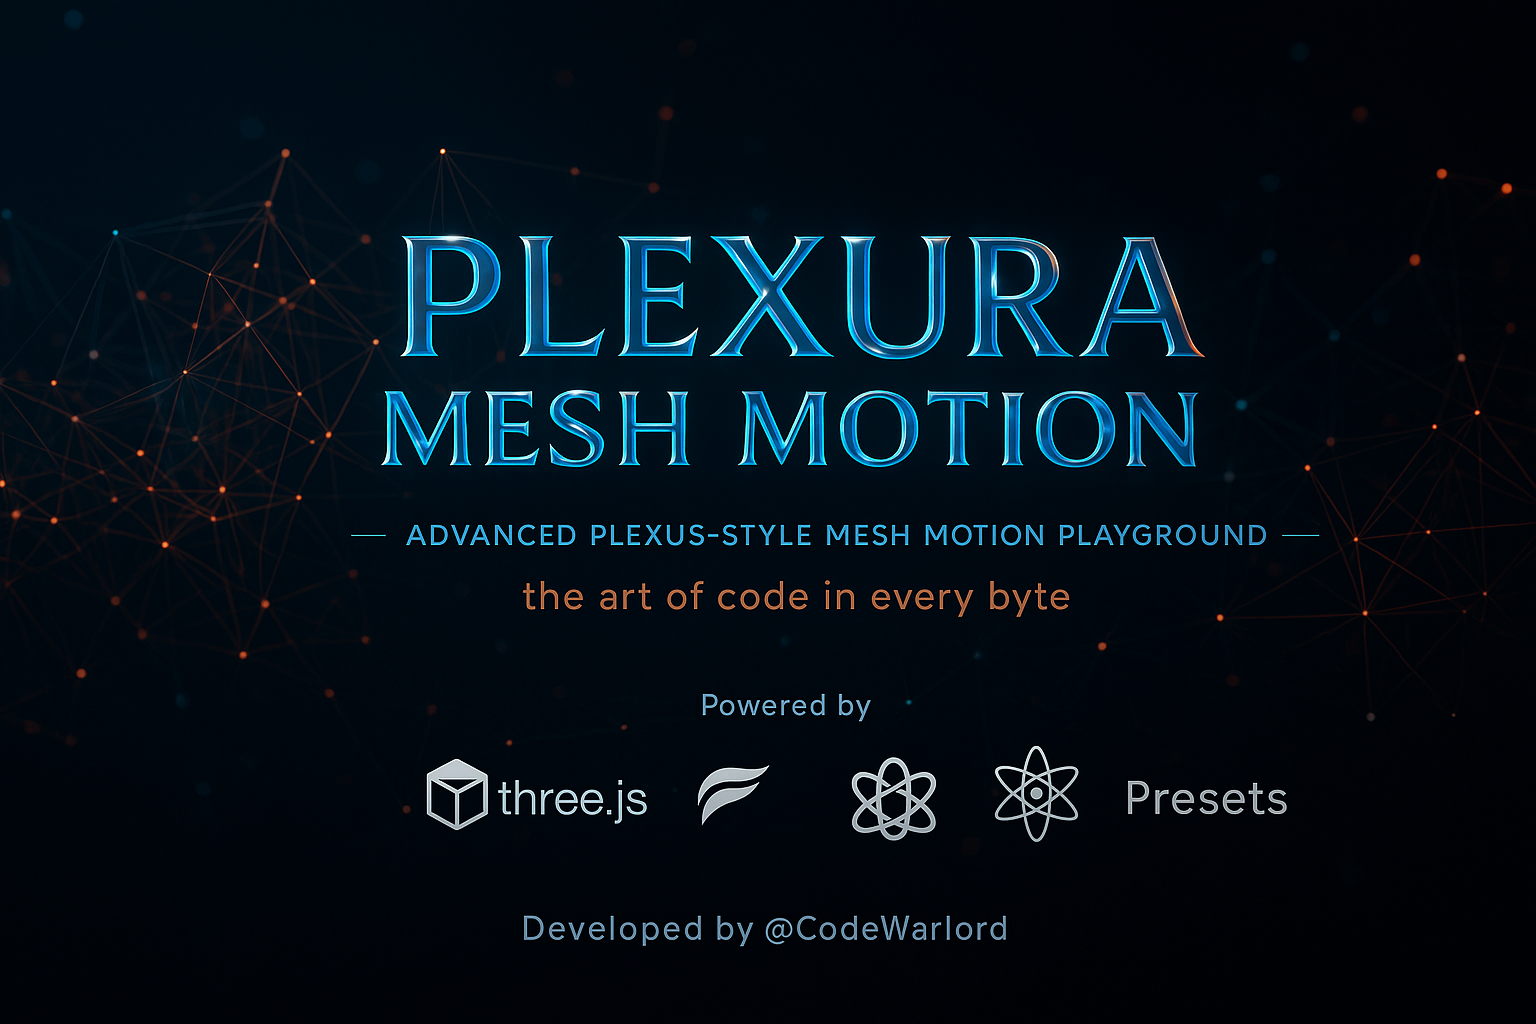 PLEXURA
MESH MOTION
ADVANCED PLEXUS-STYLE MESH MOTION PLAYGROUND
the art of code in every byte
Powered by
three.js Presets
Developed by @CodeWarlord